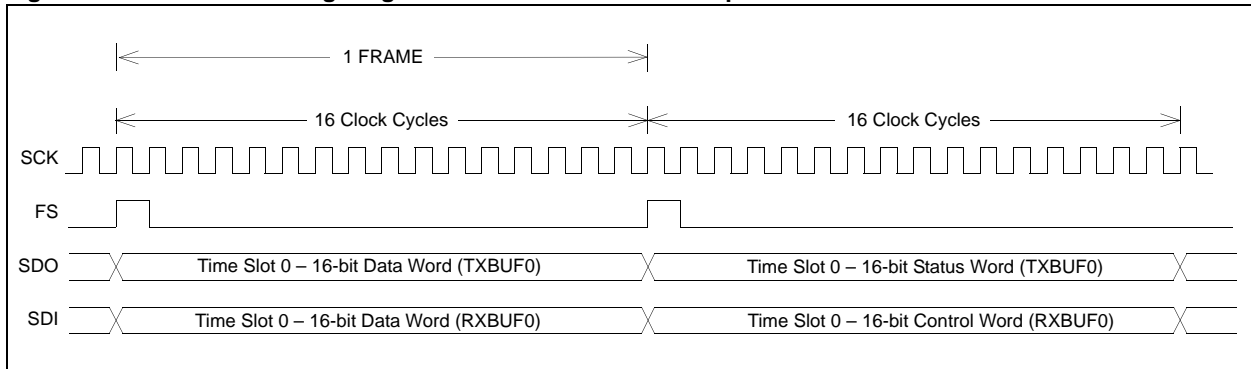 1 FRAME
16 Clock Cycles 16 Clock Cycles
SCK
FS
SDO Time Slot 0 – 16-bit Data Word (TXBUF0) Time Slot 0 – 16-bit Status Word (TXBUF0)
SDI Time Slot 0 – 16-bit Data Word (RXBUF0) Time Slot 0 – 16-bit Control Word (RXBUF0)